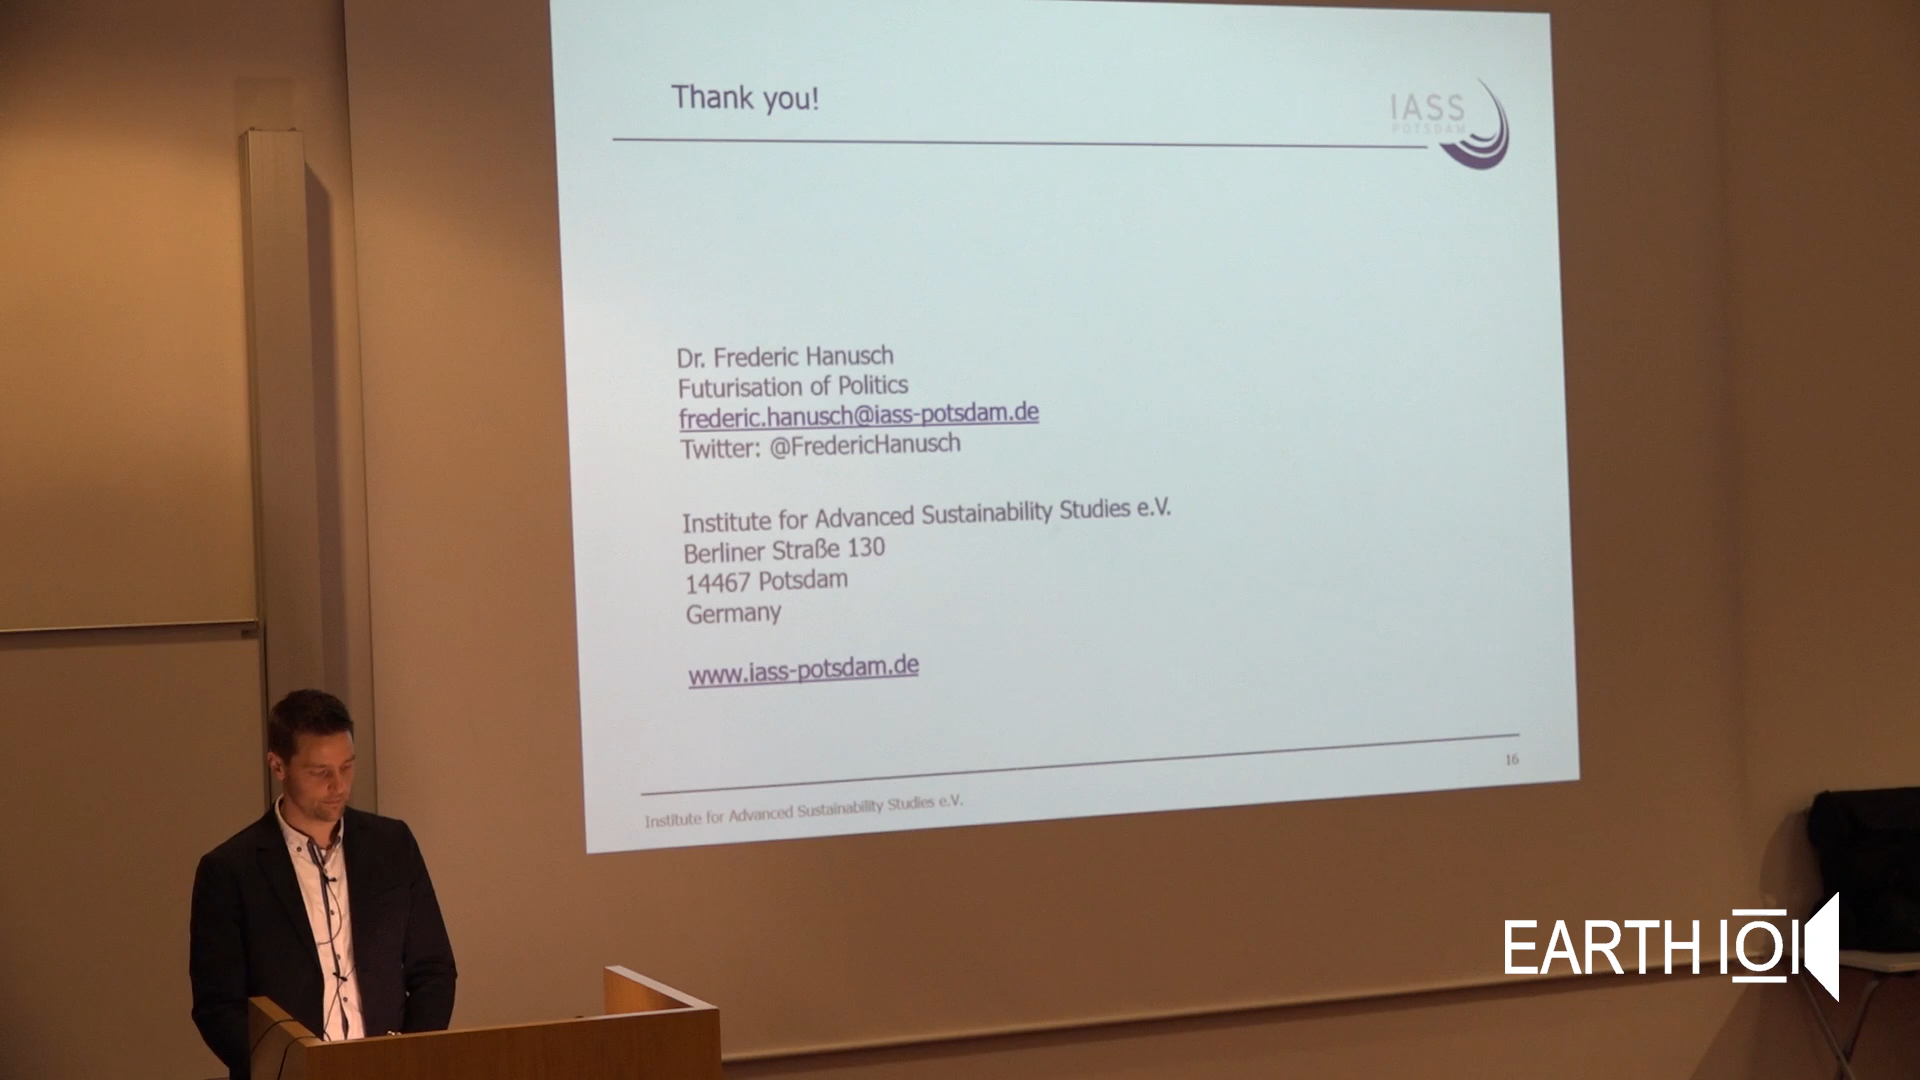 Thank you!
IASS
POTSDAM
Dr. Frederic Hanusch
Futurisation of Politics
frederic.hanusch@iass-potsdam.de
Twitter: @FredericHanusch
Institute for Advanced Sustainability Studies e.V.
Berliner Straße 130
14467 Potsdam
Germany
www.iass-potsdam.de
16
Institute for Advanced Sustainability Studies e.V.
EARTH 101